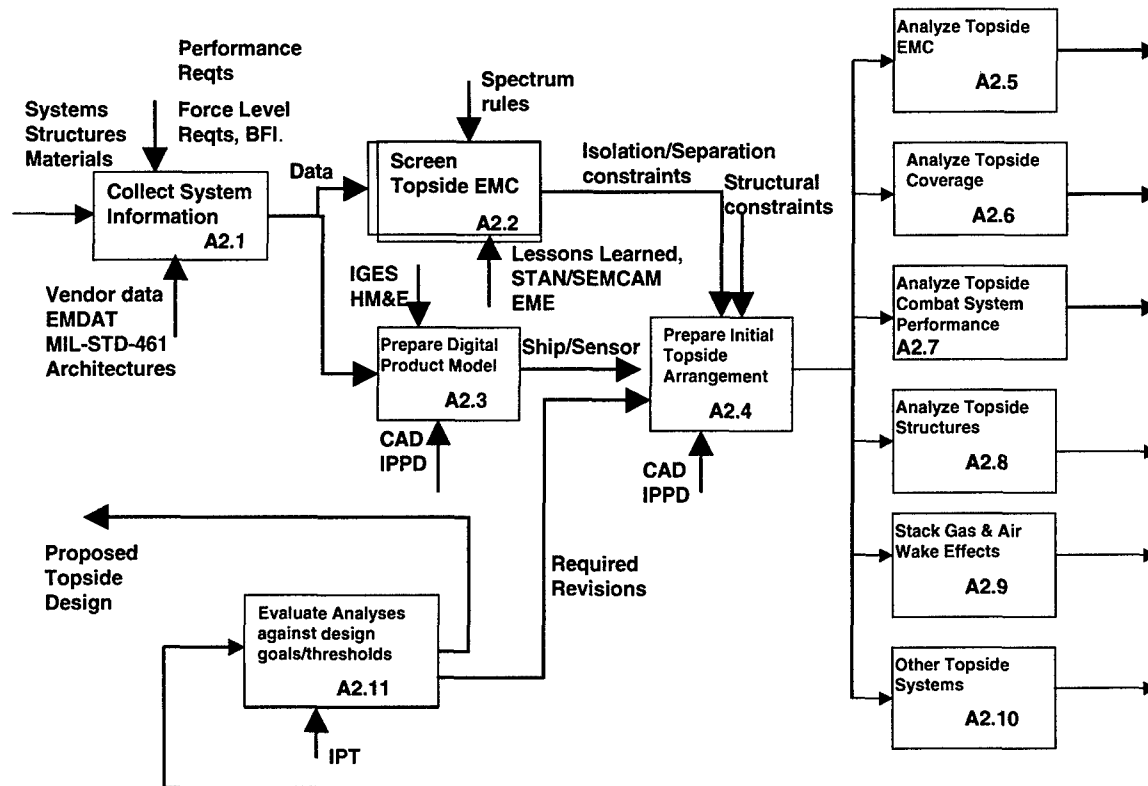 Performance
Reqts
Force Level
Reqts, BFI.
Systems
Structures
Materials
Collect System
Information
A2.1
Vendor data
EMDAT
MIL-STD-461
Architectures
Data
Spectrum
rules
Screen
Topside EMC
A2.2
Lessons Learned,
STAN/SEMCAM
EME
Isolation/Separation
constraints
Structural
constraints
IGES
HM&E
Prepare Digital
Product Model
A2.3
CAD
IPPD
Ship/Sensor
Prepare Initial
Topside
Arrangement
A2.4
CAD
IPPD
Analyze Topside
EMC
A2.5
Analyze Topside
Coverage
A2.6
Analyze Topside
Combat System
Performance
A2.7
Analyze Topside
Structures
A2.8
Stack Gas & Air
Wake Effects
A2.9
Other Topside
Systems
A2.10
Proposed
Topside
Design
Required
Revisions
Evaluate Analyses
against design
goals/thresholds
A2.11
IPT